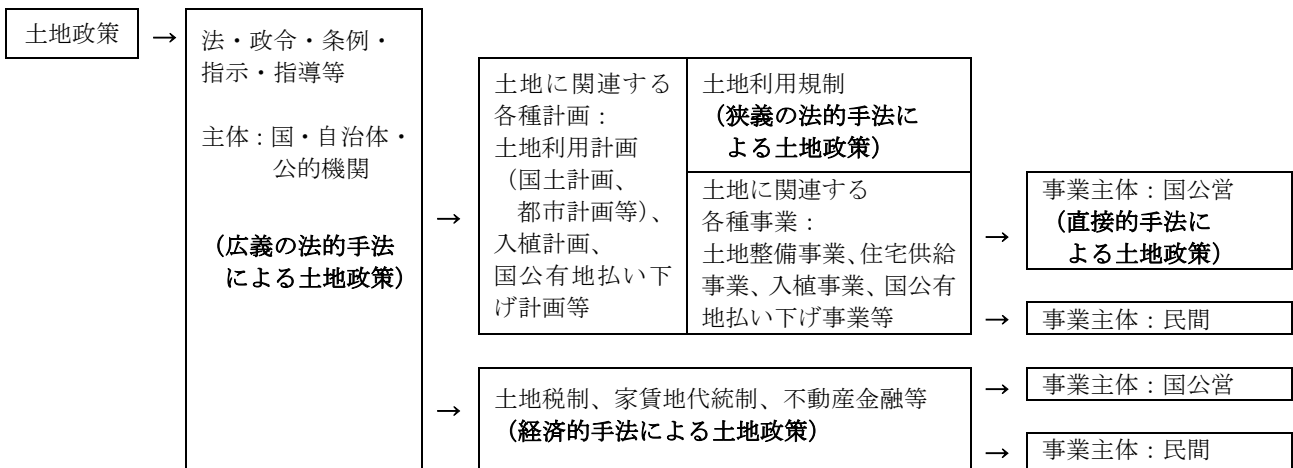 土地政策
→
法・政令・条例・
指示・指導等
主体：国・自治体・
公的機関
（広義の法的手法
による土地政策）
→
土地に関連する
各種計画：
土地利用計画
（国土計画、
都市計画等）、
入植計画、
国公有地払い下
げ計画等
土地利用規制
（狭義の法的手法に
よる土地政策）
土地に関連する
各種事業：
土地整備事業、住宅供給
事業、入植事業、国公有
地払い下げ事業等
→
事業主体：国公営
（直接的手法に
よる土地政策）
→
事業主体：民間
→
土地税制、家賃地代統制、不動産金融等
（経済的手法による土地政策）
→
事業主体：国公営
→
事業主体：民間